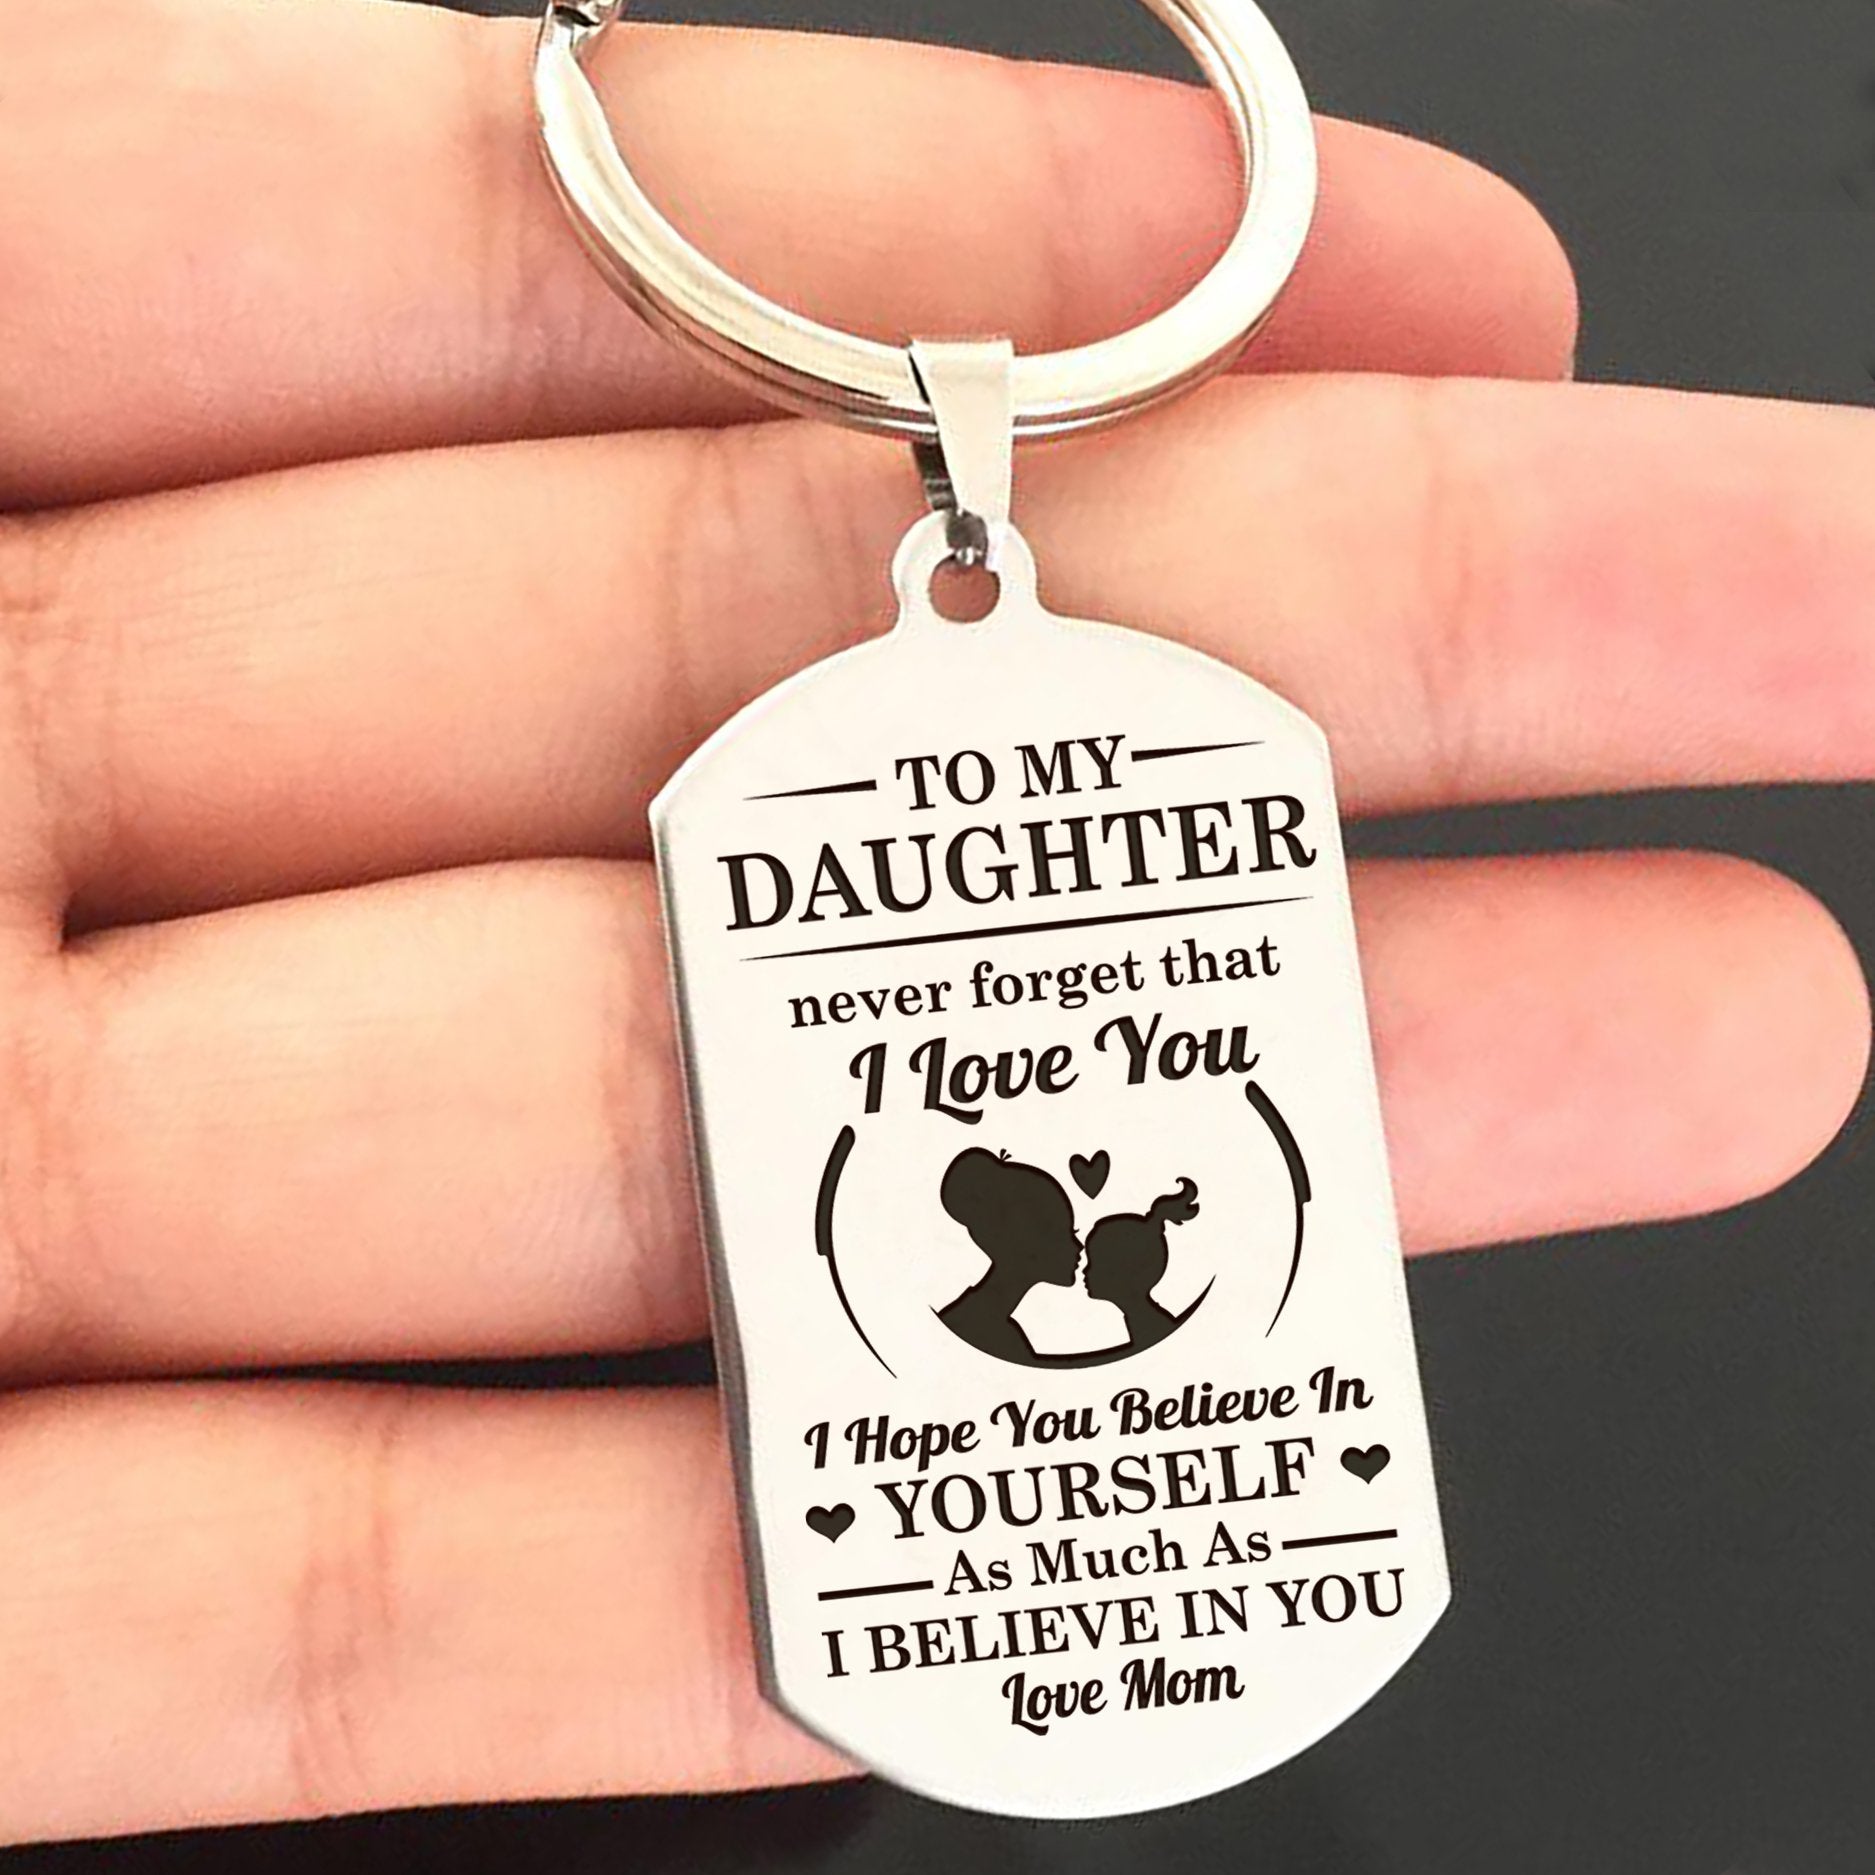 TO MY
DAUGHTER
never forget that
I Love You
I Hope You Believe In
YOURSELF
As Much As
I BELIEVE IN YOU
Love Mom